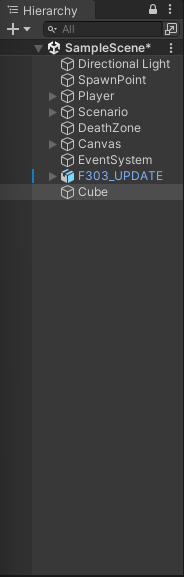 Hierarchy
All
SampleScene*
Directional Light
SpawnPoint
Player
Scenario
DeathZone
Canvas
EventSystem
F303_UPDATE
Cube